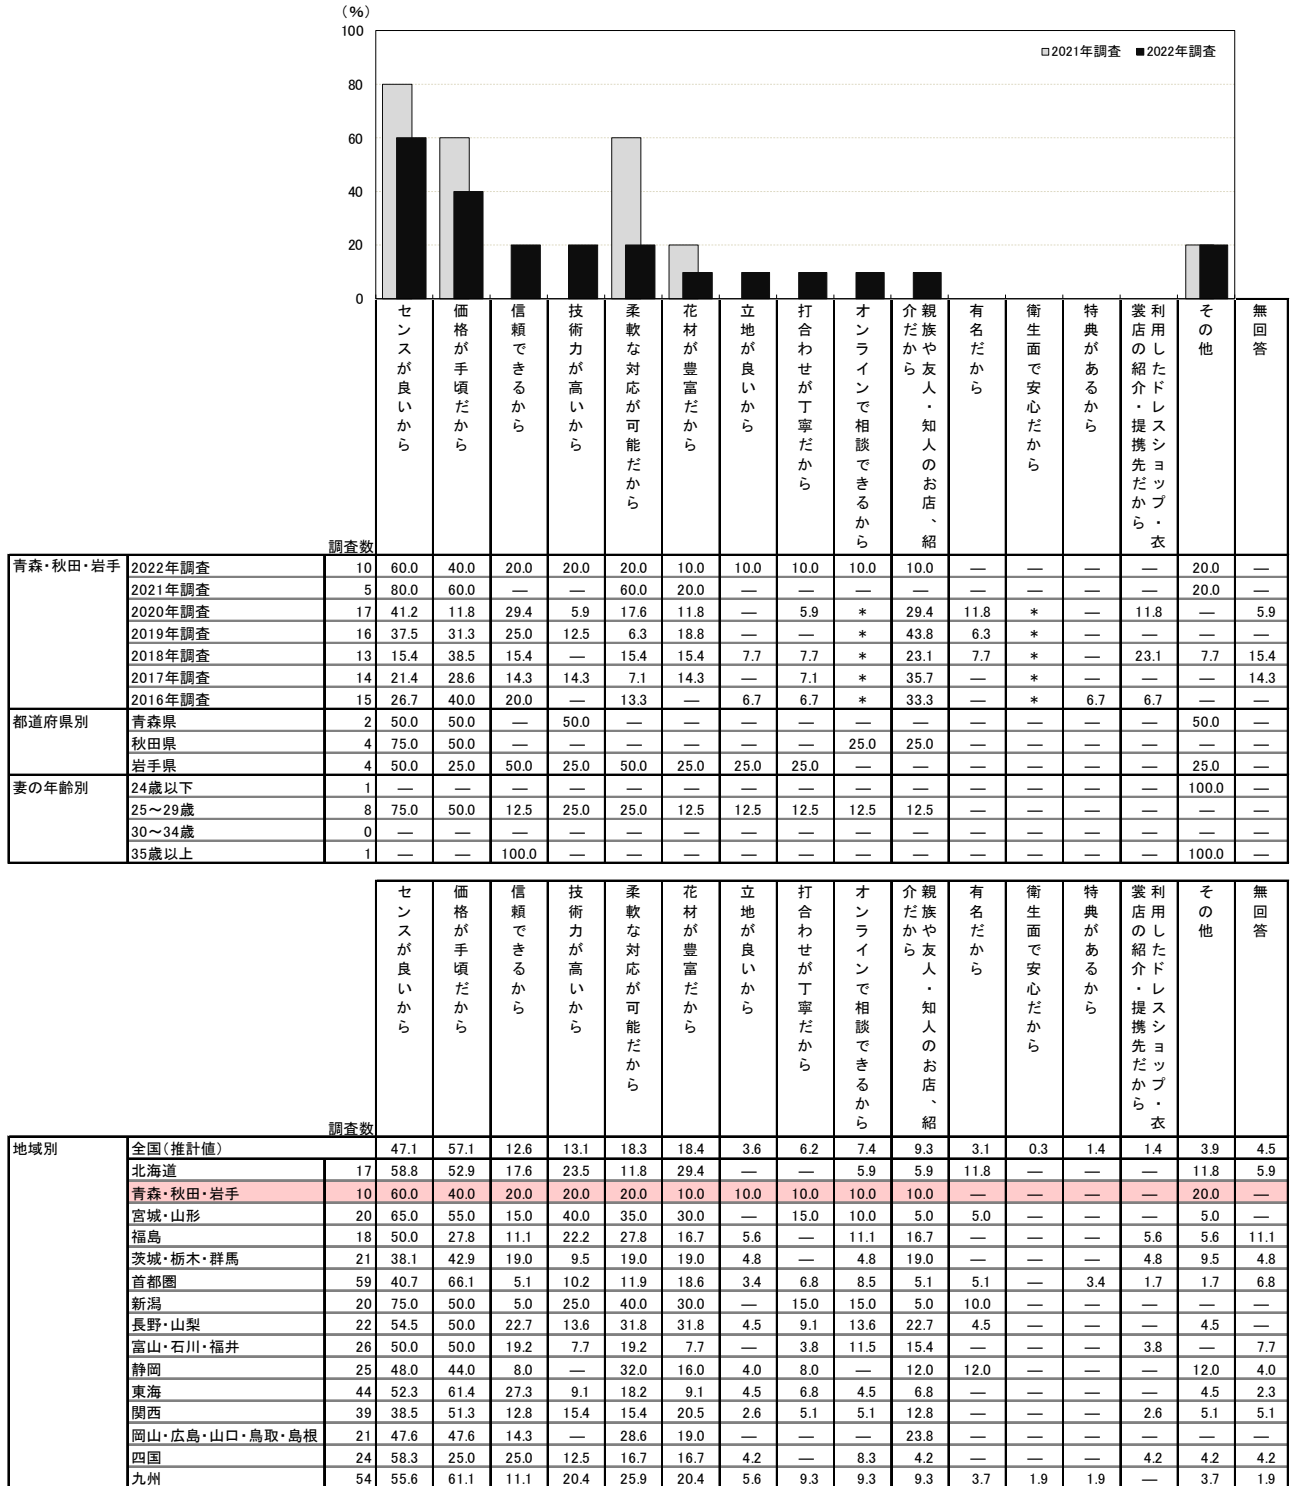 （％）
100
80
60
40
20
0
□2021年調査 ■2022年調査
調査数
センスが良いから
価格が手頃だから
信頼できるから
技術力が高いから
柔軟な対応が可能だから
花材が豊富だから
立地が良いから
打合わせが丁寧だから
オンラインで相談できるから
親族や友人・知人のお店、紹介だから
有名だから
衛生面で安心だから
特典があるから
利用したドレスショップ・衣裳店の紹介・提携先だから
その他
無回答
青森・秋田・岩手 2022年調査 10 60.0 40.0 20.0 20.0 20.0 10.0 10.0 10.0 10.0 10.0 — — — — 20.0 —
2021年調査 5 80.0 60.0 — — 60.0 20.0 — — — — — — — — 20.0 —
2020年調査 17 41.2 11.8 29.4 5.9 17.6 11.8 — 5.9 * 29.4 11.8 * — 11.8 — 5.9
2019年調査 16 37.5 31.3 25.0 12.5 6.3 18.8 — — * 43.8 6.3 * — — — —
2018年調査 13 15.4 38.5 15.4 — 15.4 15.4 7.7 7.7 * 23.1 7.7 * — 23.1 7.7 15.4
2017年調査 14 21.4 28.6 14.3 14.3 7.1 14.3 — 7.1 * 35.7 — * — — — 14.3
2016年調査 15 26.7 40.0 20.0 — 13.3 — 6.7 6.7 * 33.3 — * 6.7 6.7 — —
都道府県別 青森県 2 50.0 50.0 — 50.0 — — — — — — — — — — 50.0 —
秋田県 4 75.0 50.0 — — — — — — 25.0 25.0 — — — — — —
岩手県 4 50.0 25.0 50.0 25.0 50.0 25.0 25.0 25.0 — — — — — — 25.0 —
妻の年齢別 24歳以下 1 — — — — — — — — — — — — — — 100.0 —
25～29歳 8 75.0 50.0 12.5 25.0 25.0 12.5 12.5 12.5 12.5 12.5 — — — — — —
30～34歳 0 — — — — — — — — — — — — — — — —
35歳以上 1 — — 100.0 — — — — — — — — — — — 100.0 —
調査数
センスが良いから
価格が手頃だから
信頼できるから
技術力が高いから
柔軟な対応が可能だから
花材が豊富だから
立地が良いから
打合わせが丁寧だから
オンラインで相談できるから
親族や友人・知人のお店、紹介だから
有名だから
衛生面で安心だから
特典があるから
利用したドレスショップ・衣裳店の紹介・提携先だから
その他
無回答
地域別 全国（推計値） 47.1 57.1 12.6 13.1 18.3 18.4 3.6 6.2 7.4 9.3 3.1 0.3 1.4 1.4 3.9 4.5
北海道 17 58.8 52.9 17.6 23.5 11.8 29.4 — — 5.9 5.9 11.8 — — — 11.8 5.9
青森・秋田・岩手 10 60.0 40.0 20.0 20.0 20.0 10.0 10.0 10.0 10.0 10.0 — — — — 20.0 —
宮城・山形 20 65.0 55.0 15.0 40.0 35.0 30.0 — 15.0 10.0 5.0 5.0 — — — 5.0 —
福島 18 50.0 27.8 11.1 22.2 27.8 16.7 5.6 — 11.1 16.7 — — — 5.6 5.6 11.1
茨城・栃木・群馬 21 38.1 42.9 19.0 9.5 19.0 19.0 4.8 — 4.8 19.0 — — — 4.8 9.5 4.8
首都圏 59 40.7 66.1 5.1 10.2 11.9 18.6 3.4 6.8 8.5 5.1 5.1 — 3.4 1.7 1.7 6.8
新潟 20 75.0 50.0 5.0 25.0 40.0 30.0 — 15.0 15.0 5.0 10.0 — — — — —
長野・山梨 22 54.5 50.0 22.7 13.6 31.8 31.8 4.5 9.1 13.6 22.7 4.5 — — — 4.5 —
富山・石川・福井 26 50.0 50.0 19.2 7.7 19.2 7.7 — 3.8 11.5 15.4 — — — 3.8 — 7.7
静岡 25 48.0 44.0 8.0 — 32.0 16.0 4.0 8.0 — 12.0 12.0 — — — 12.0 4.0
東海 44 52.3 61.4 27.3 9.1 18.2 9.1 4.5 6.8 4.5 6.8 — — — — 4.5 2.3
関西 39 38.5 51.3 12.8 15.4 15.4 20.5 2.6 5.1 5.1 12.8 — — — 2.6 5.1 5.1
岡山・広島・山口・鳥取・島根 21 47.6 47.6 14.3 — 28.6 19.0 — — — 23.8 — — — — — —
四国 24 58.3 25.0 25.0 12.5 16.7 16.7 4.2 — 8.3 4.2 — — — 4.2 4.2 4.2
九州 54 55.6 61.1 11.1 20.4 25.9 20.4 5.6 9.3 9.3 9.3 3.7 1.9 1.9 — 3.7 1.9